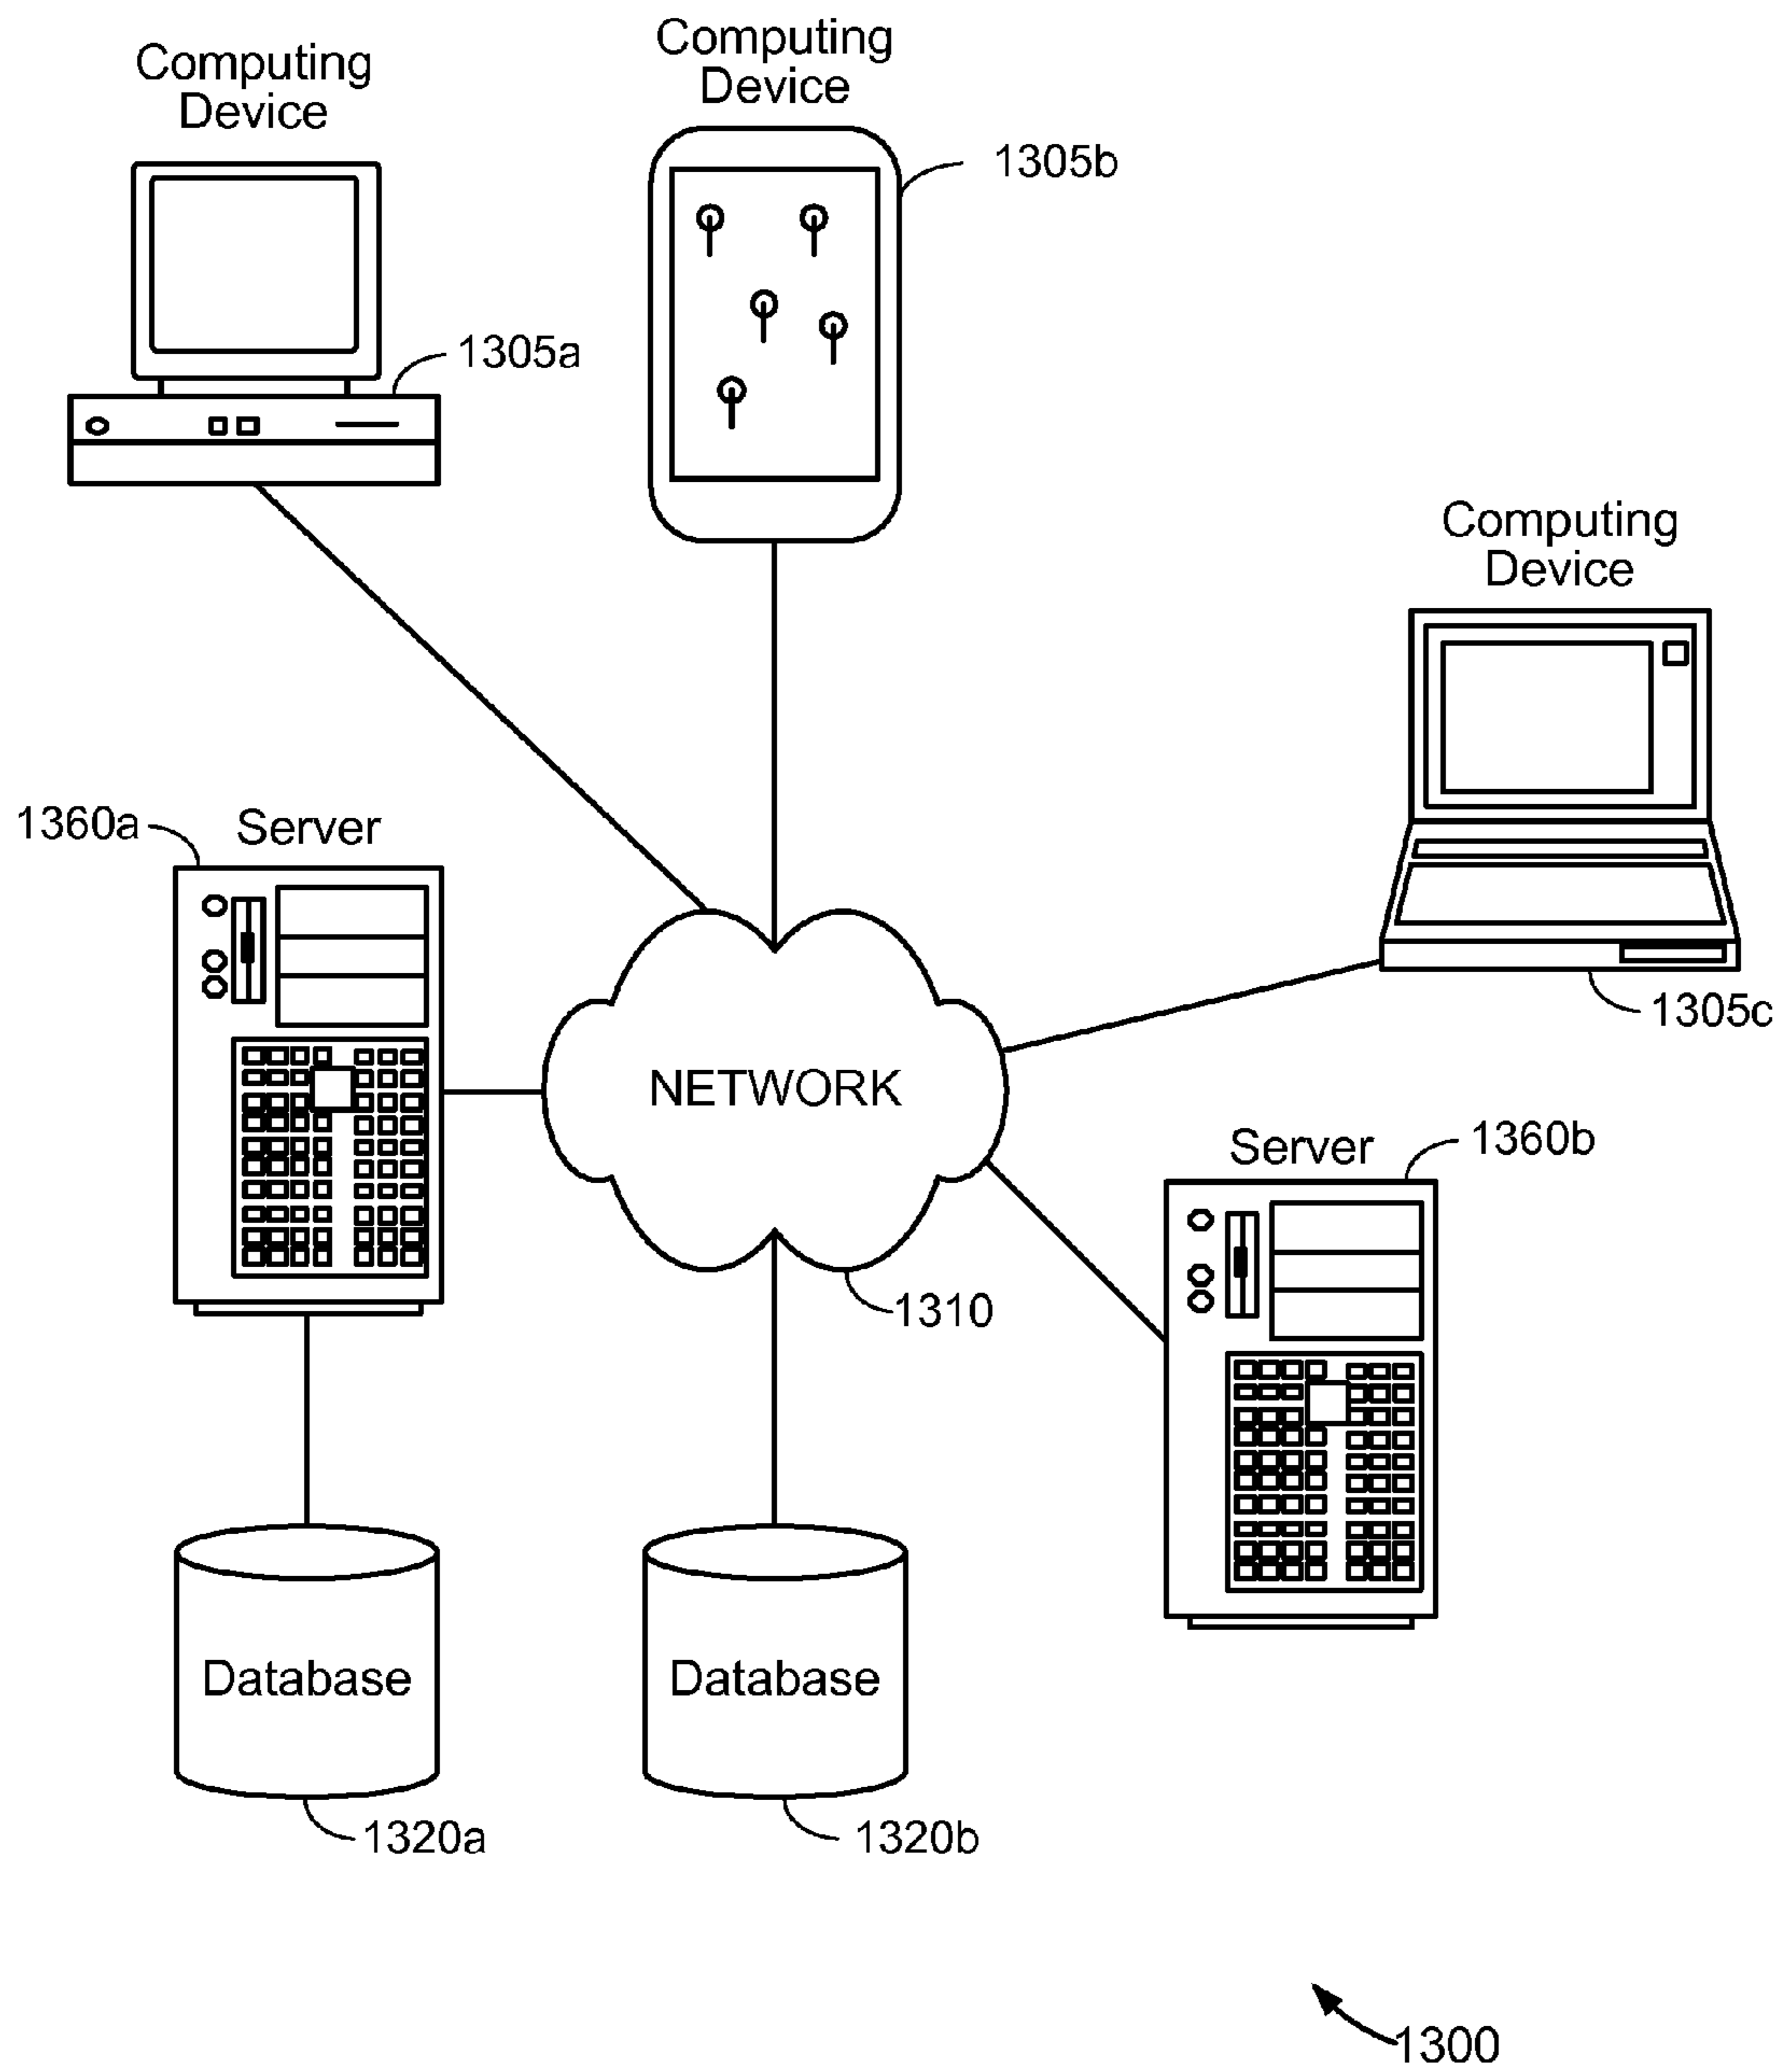 Computing
Device
Computing
Device
1305b
1305a
Computing
Device
1305c
1360a
Server
NETWORK
1310
Server
1360b
Database
1320a
Database
1320b
1300